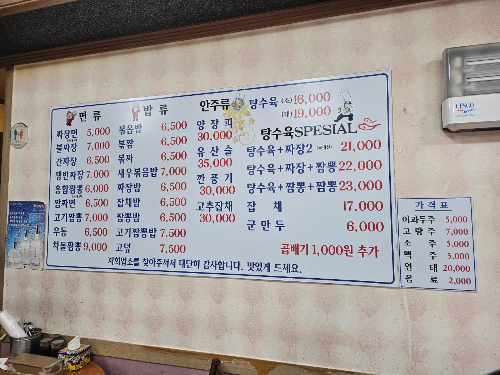 면류
짜장면 5,000
불짜장 7,000
간짜장 6,500
쟁반짜장 7,000
홍합짬뽕 6,000
밤짜면 6,500
고기짬뽕 7,000
우동 6,500
차돌짬뽕 9,000
밥류
볶음밥 6,500
볶짬 6,500
볶짜 6,500
새우볶음밥 7,000
짜장밥 6,500
잡채밥 6,500
짬뽕밥 6,500
고기짬뽕밥 7,500
고덮 7,500
안주류
양장피
30,000
유산슬
35,000
깐풍기
30,000
고추잡채
30,000
탕수육 (소) 16,000
(대) 19,000
탕수육SPESIAL
탕수육+짜장2 21,000
탕수육+짜장+짬뽕 22,000
탕수육+짬뽕+짬뽕 23,000
잡채 17,000
군만두 6,000
곱빼기 1,000원 추가
저희업소를 찾아주셔서 대단히 감사합니다. 맛있게 드세요.
가격표
이과두주 5,000
고량주 7,000
소주 5,000
맥주 5,000
연태 20,000
음료 2,000